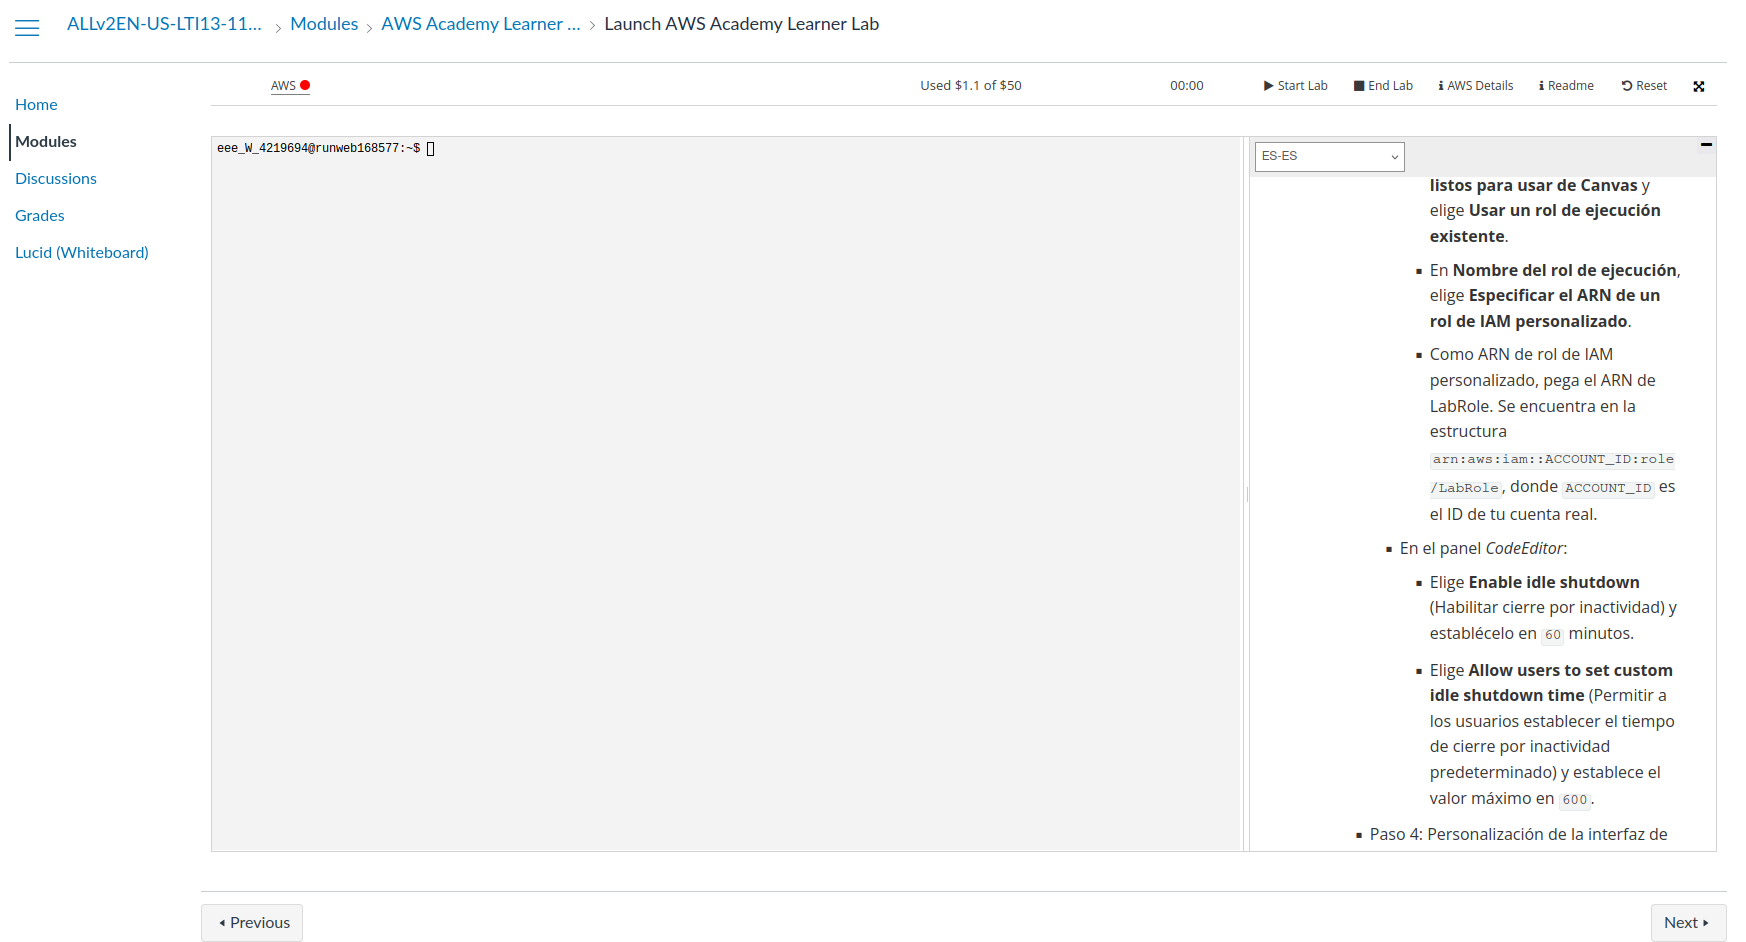 ALLv2EN-US-LTI13-11... > Modules > AWS Academy Learner ... > Launch AWS Academy Learner Lab
AWS Used $1.1 of $50 00:00 Start Lab End Lab AWS Details Readme Reset
Home
Modules
Discussions
Grades
Lucid (Whiteboard)
eee_W_4219694@runweb168577:~$
ES-ES
listos para usar de Canvas y
elige Usar un rol de ejecución
existente.
En Nombre del rol de ejecución,
elige Especificar el ARN de un
rol de IAM personalizado.
Como ARN de rol de IAM
personalizado, pega el ARN de
LabRole. Se encuentra en la
estructura
arn:aws:iam::ACCOUNT_ID:role
/LabRole, donde ACCOUNT_ID es
el ID de tu cuenta real.
En el panel CodeEditor:
Elige Enable idle shutdown
(Habilitar cierre por inactividad) y
establécelo en 60 minutos.
Elige Allow users to set custom
idle shutdown time (Permitir a
los usuarios establecer el tiempo
de cierre por inactividad
predeterminado) y establece el
valor máximo en 600.
Paso 4: Personalización de la interfaz de
Previous
Next